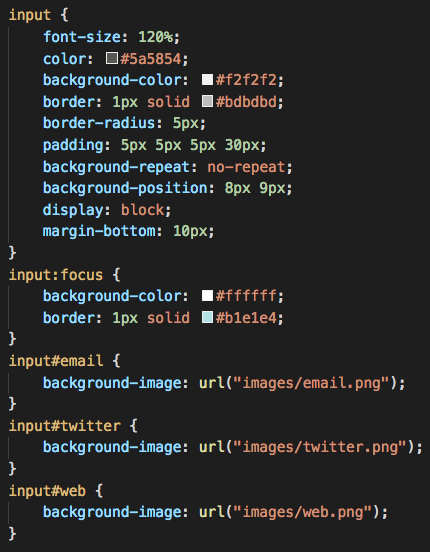 input {
    font-size: 120%;
    color: #5a5854;
    background-color: #f2f2f2;
    border: 1px solid #bdbdbd;
    border-radius: 5px;
    padding: 5px 5px 5px 30px;
    background-repeat: no-repeat;
    background-position: 8px 9px;
    display: block;
    margin-bottom: 10px;
}
input:focus {
    background-color: #ffffff;
    border: 1px solid #b1e1e4;
}
input#email {
    background-image: url("images/email.png");
}
input#twitter {
    background-image: url("images/twitter.png");
}
input#web {
    background-image: url("images/web.png");
}